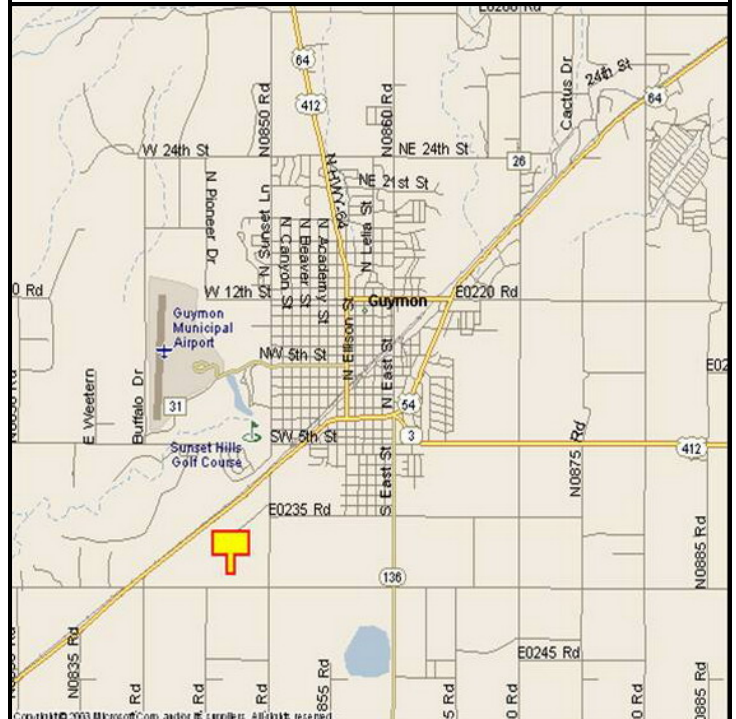 E0200 Rd
64
412
N0850 Rd
N0860 Rd
Cactus Dr
24th St
64
W 24th St
NE 24th St
26
N HWY-64
NE 21st St
N Pioneer Dr
N Sunset Ln
N Canyon St
N Beaver St
N Academy St
N Lelia St
0 Rd
W 12th St
Guymon
E0220 Rd
Guymon
Municipal
Airport
NW 5th St
N Ellison St
N East St
E02
54
E Weetern
Buffalo Dr
31
3
SW 5th St
Sunset Hills
Golf Course
412
N0875 Rd
S East St
E0235 Rd
N0885 Rd
136
N0835 Rd
E0245 Rd
Rd
Rd
855 Rd
5 Rd
0 Rd
885 Rd
Copyright © 2003 Microsoft Corp. and/or its suppliers. All rights reserved.